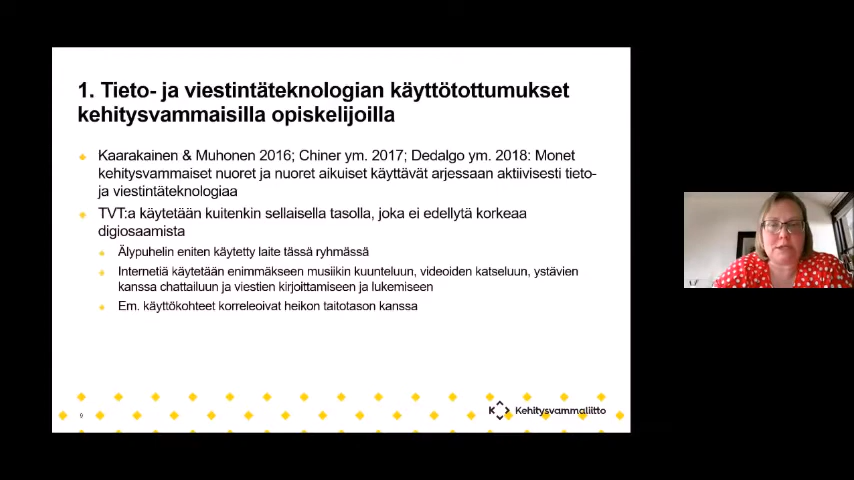 1. Tieto- ja viestintäteknologian käyttötottumukset
kehitysvammaisilla opiskelijoilla
Kaarakainen & Muhonen 2016; Chiner ym. 2017; Dedalgo ym. 2018: Monet
kehitysvammaiset nuoret ja nuoret aikuiset käyttävät arjessaan aktiivisesti tieto-
ja viestintäteknologiaa
TVT:a käytetään kuitenkin sellaisella tasolla, joka ei edellytä korkeaa
digiosaamista
Älypuhelin eniten käytetty laite tässä ryhmässä
Internetiä käytetään enimmäkseen musiikin kuunteluun, videoiden katseluun, ystävien
kanssa chattailuun ja viestien kirjoittamiseen ja lukemiseen
Em. käyttökohteet korreleoivat heikon taitotason kanssa
9
K Kehitysvammaliitto